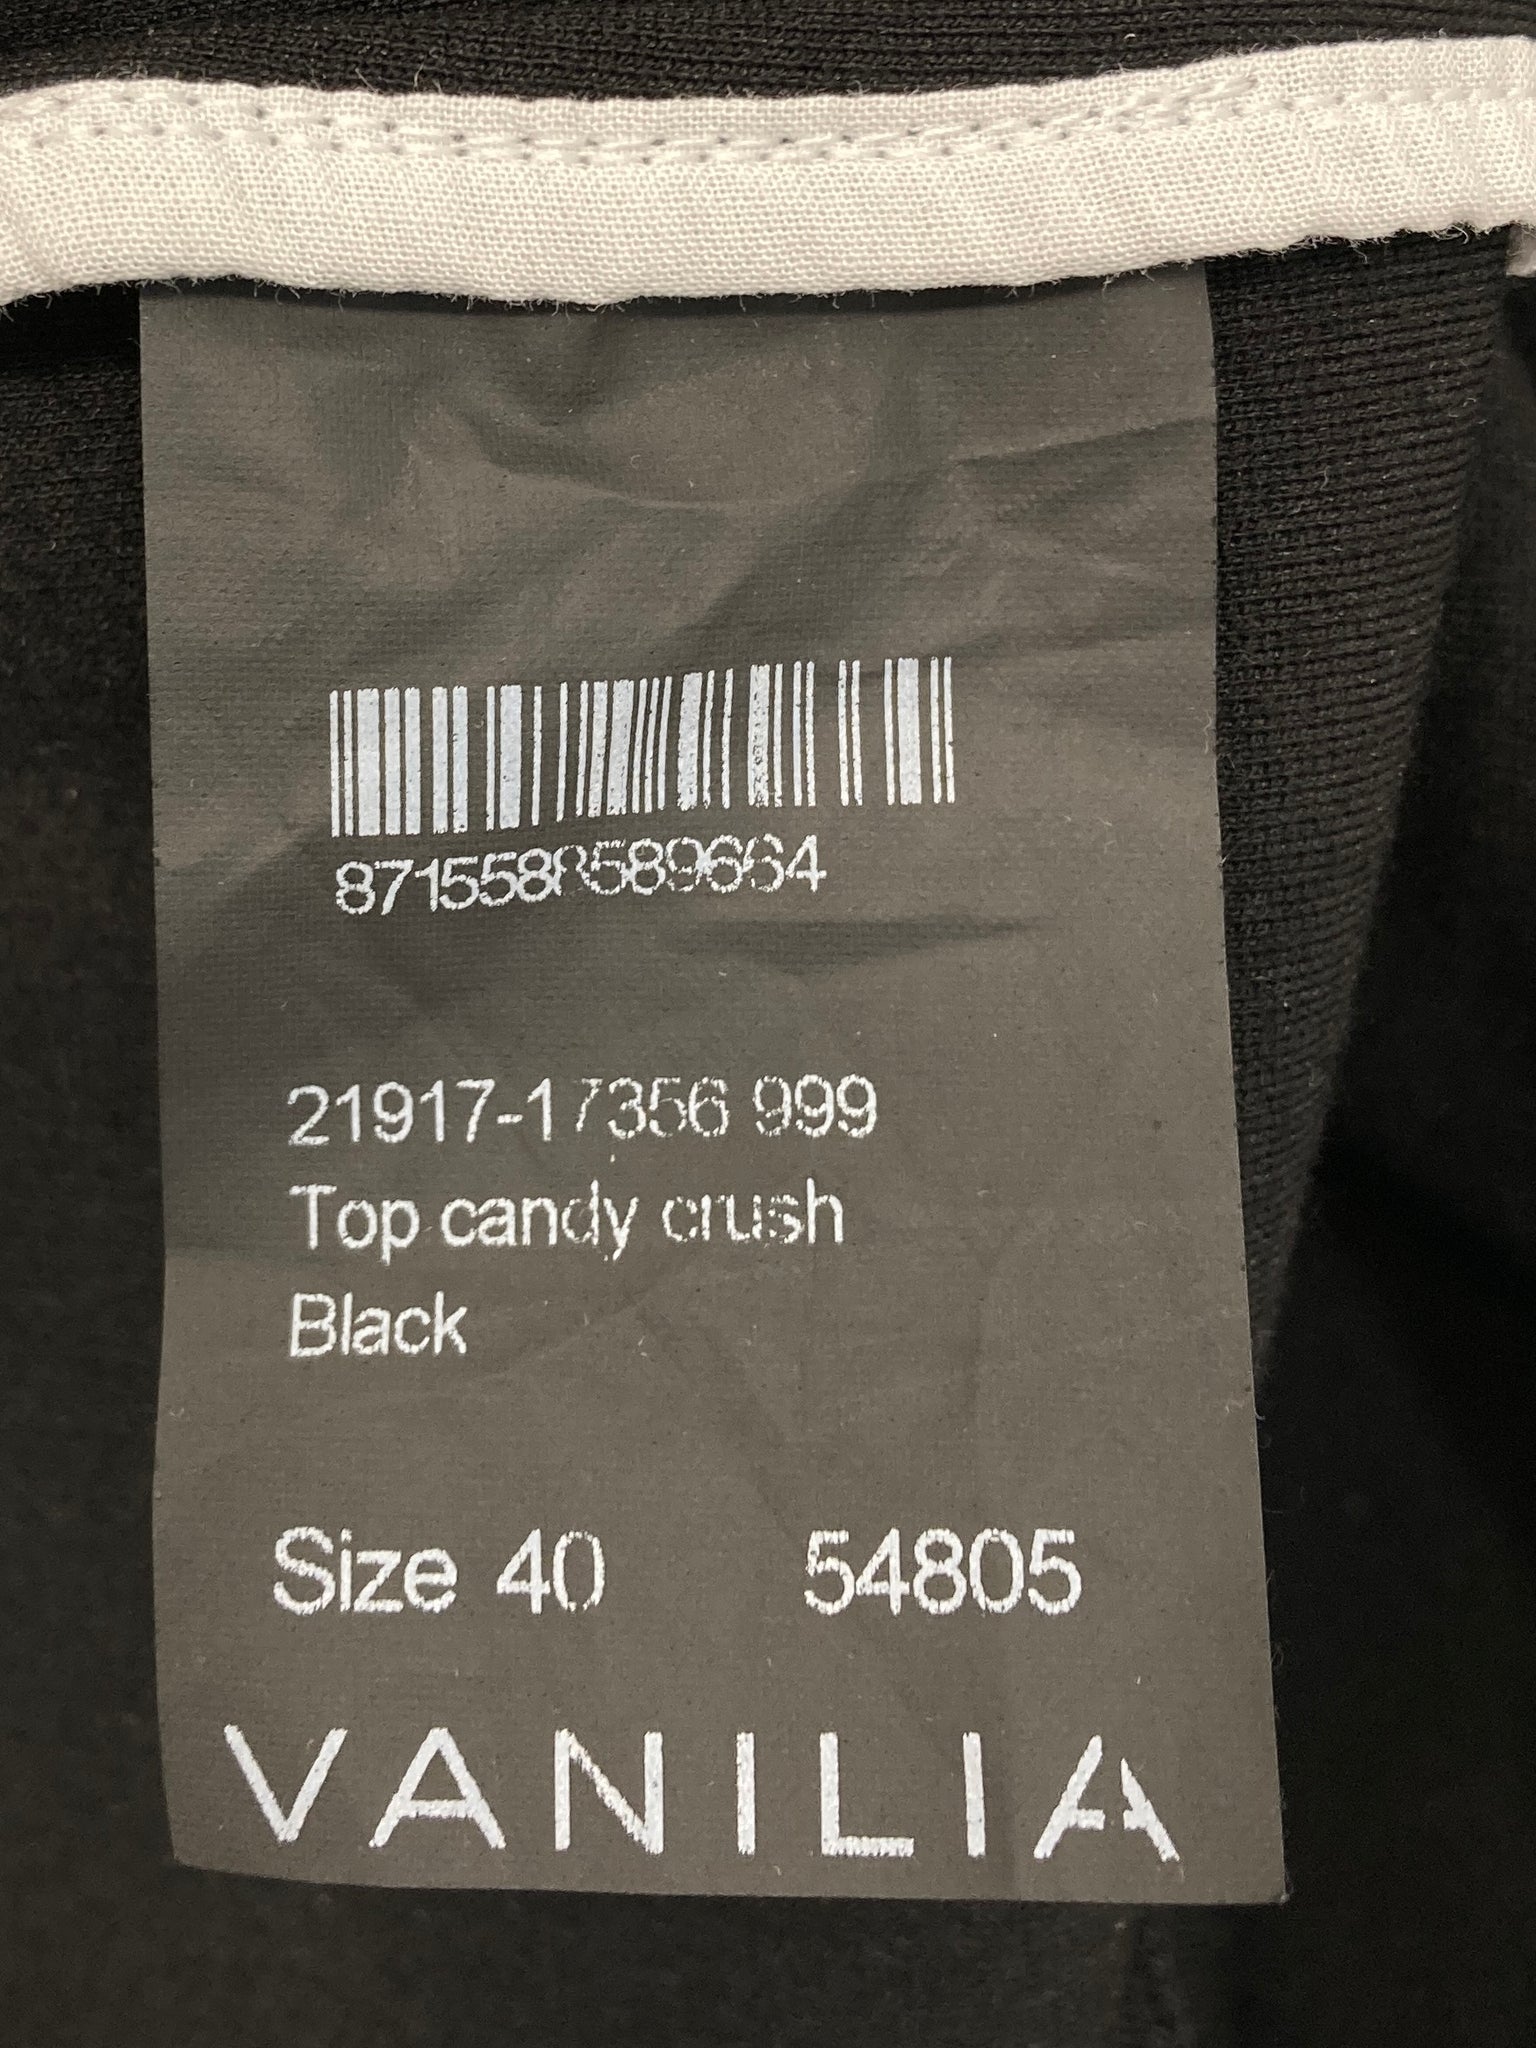 8715588589664
21917-17356 999
Top candy crush
Black
Size 40 54805
VANILIA